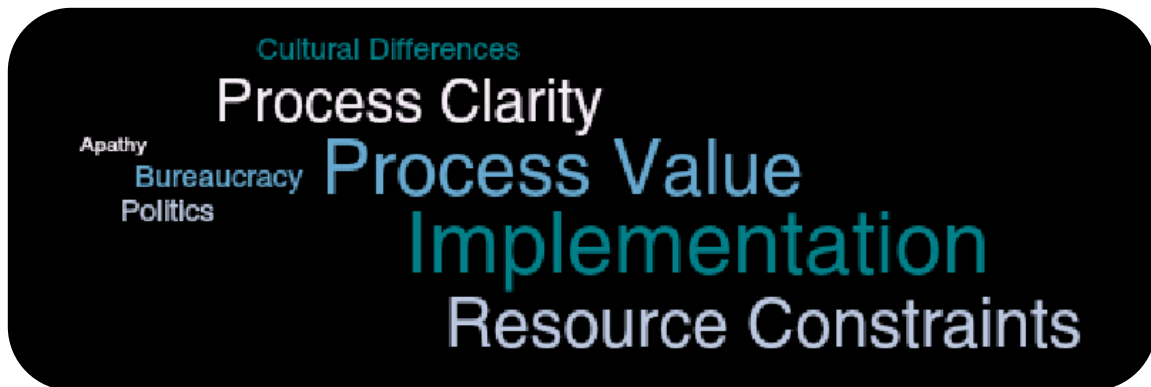 Cultural Differences
Process Clarity
Apathy
Process Value
Bureaucracy
Politics
Implementation
Resource Constraints